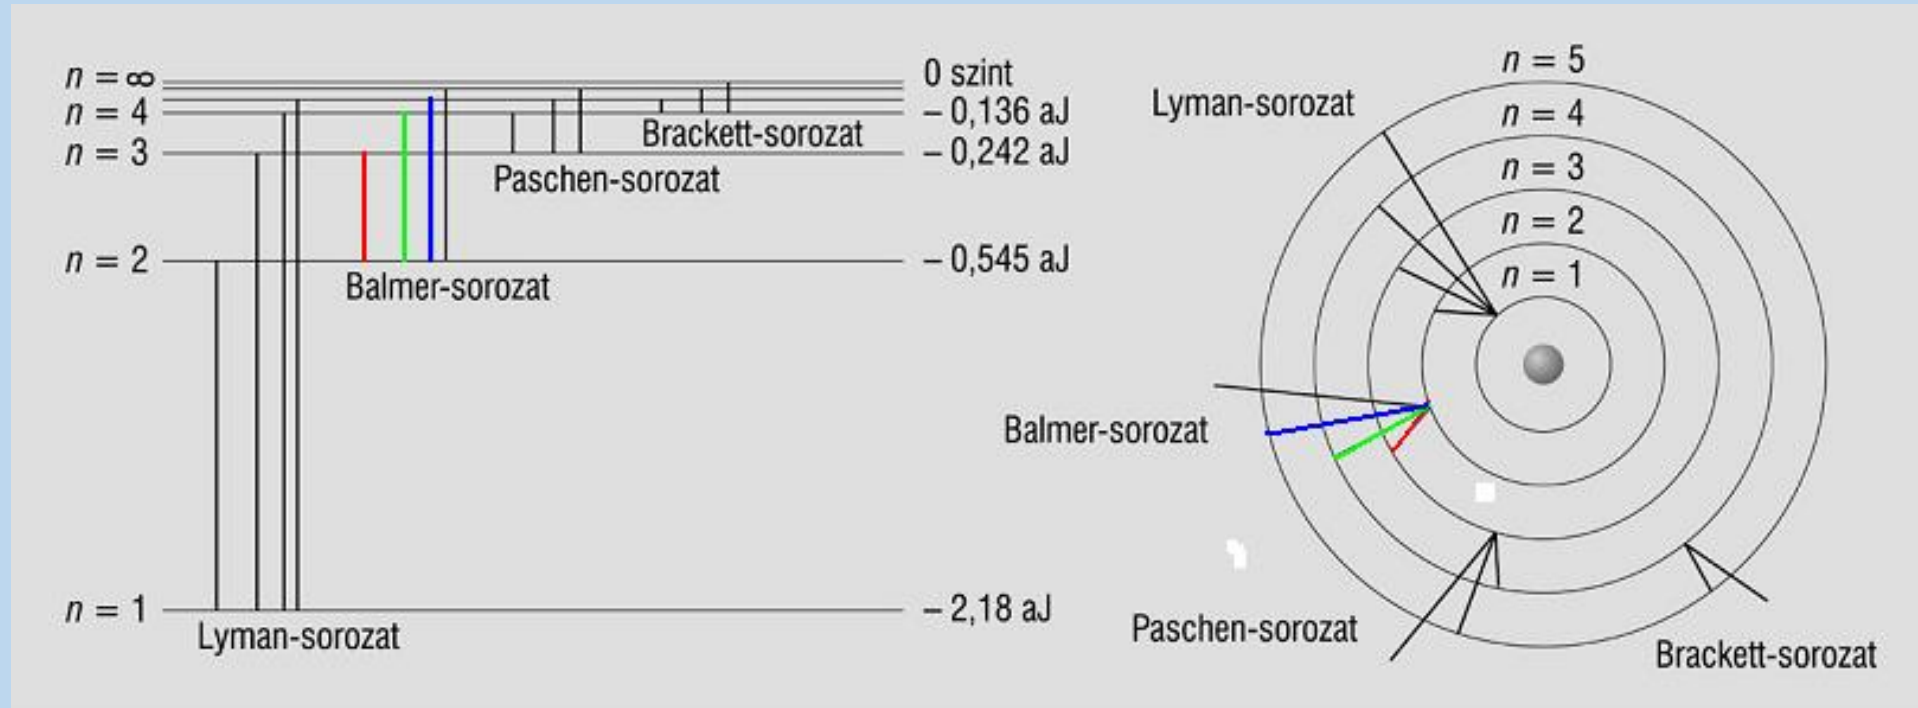 n = ∞
0 szint
n = 4
– 0,136 aJ
Brackett-sorozat
n = 3
– 0,242 aJ
Paschen-sorozat
n = 2
– 0,545 aJ
Balmer-sorozat
n = 1
– 2,18 aJ
Lyman-sorozat
n = 5
Lyman-sorozat
n = 4
n = 3
n = 2
n = 1
Balmer-sorozat
Paschen-sorozat
Brackett-sorozat